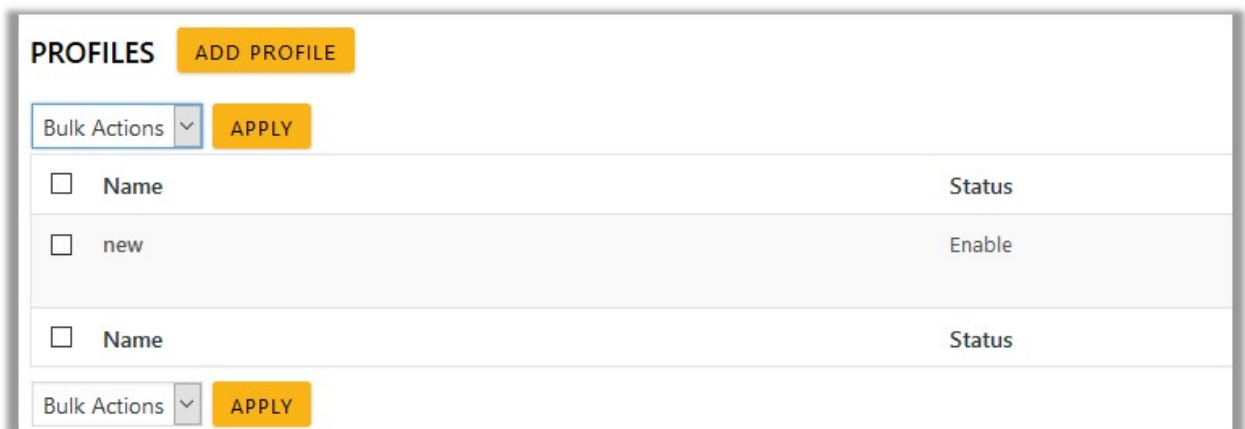 PROFILES ADD PROFILE
Bulk Actions APPLY
Name Status
new Enable
Name Status
Bulk Actions APPLY